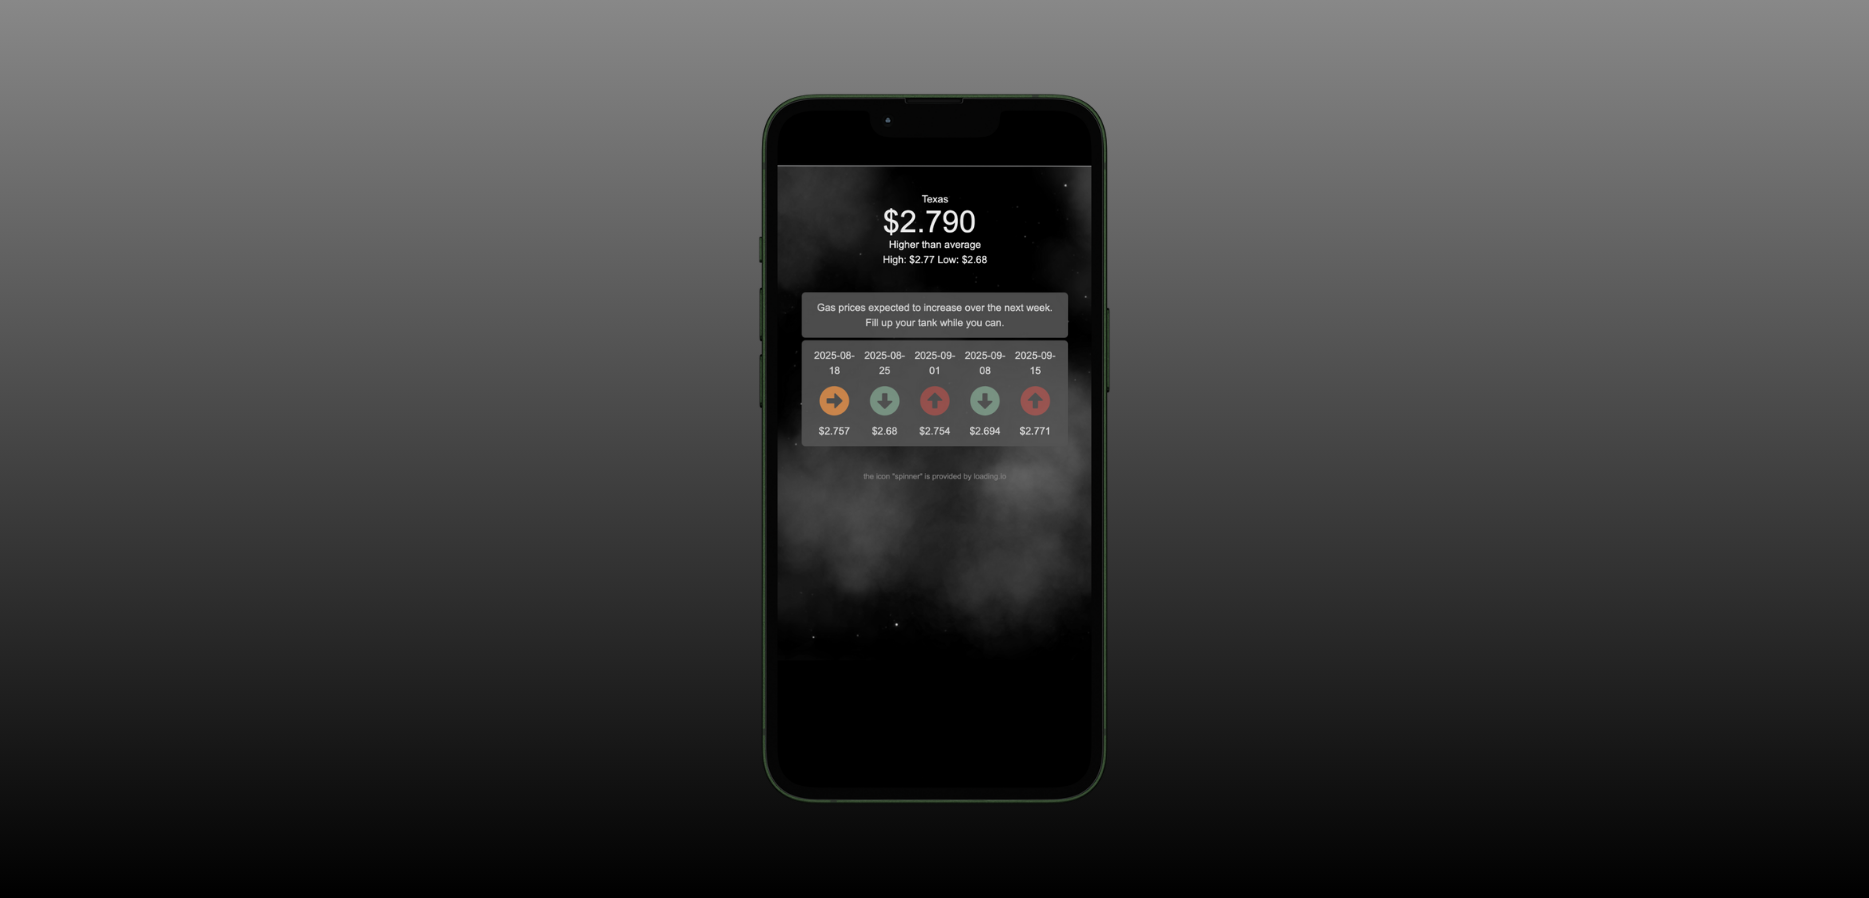 Texas
$2.790
Higher than average
High: $2.77 Low: $2.68
Gas prices expected to increase over the next week.
Fill up your tank while you can.
2025-08- 2025-08- 2025-09- 2025-09- 2025-09-
18 25 01 08 15
$2.757 $2.68 $2.754 $2.694 $2.771
the icon "spinner" is provided by loading.io